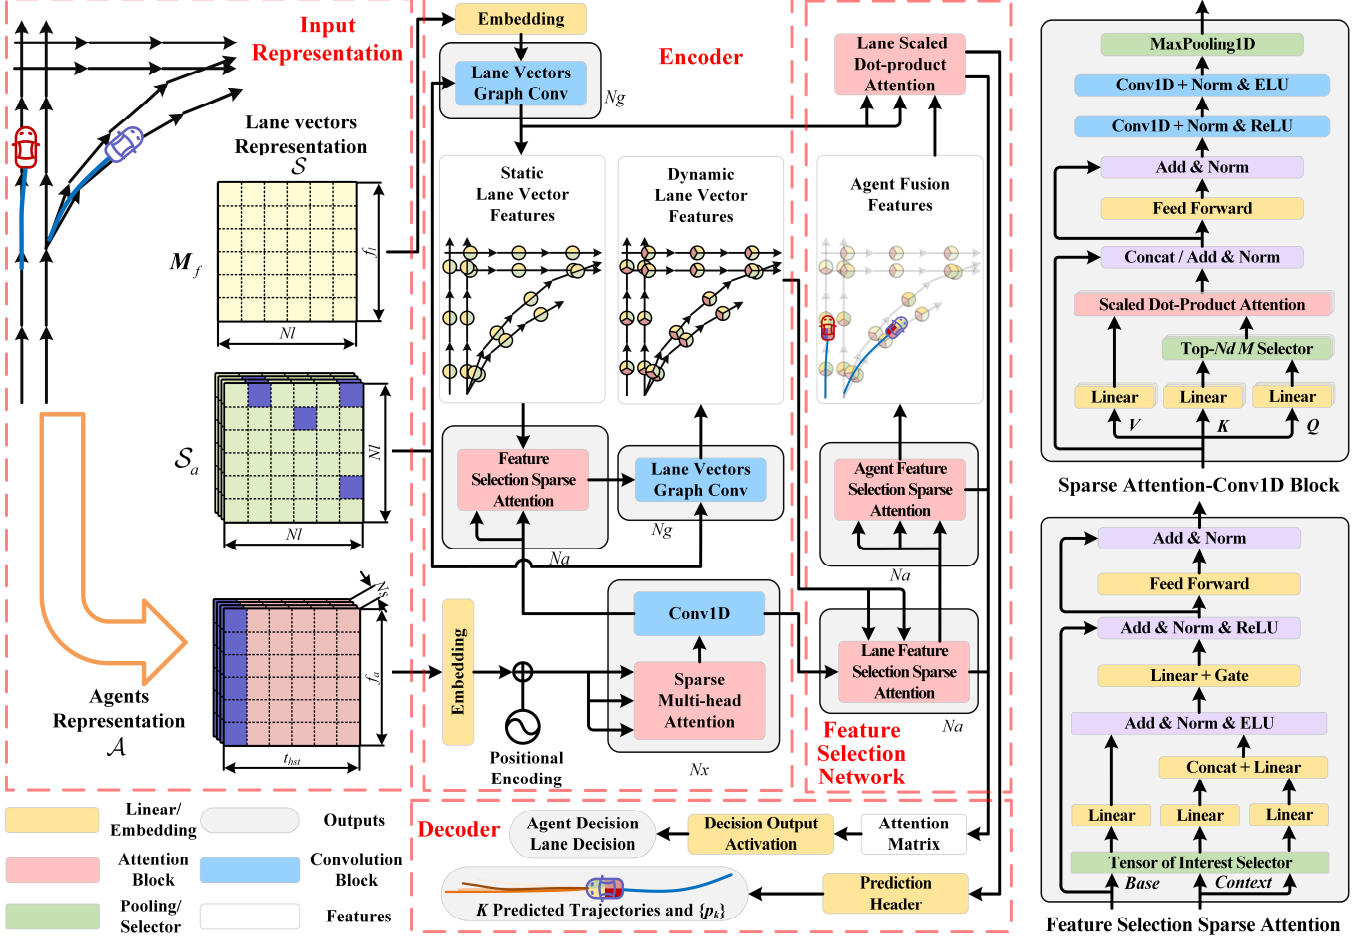 Input
Representation
Lane vectors
Representation
S
M_f
f_l
Nl
S_a
Nl
Nl
Agents
Representation
A
Ns
f_a
t_hst
Linear/
Embedding
Outputs
Attention
Block
Convolution
Block
Pooling/
Selector
Features
Encoder
Embedding
Lane Vectors
Graph Conv
Ng
Static
Lane Vector
Features
Dynamic
Lane Vector
Features
Feature
Selection Sparse
Attention
Na
Lane Vectors
Graph Conv
Ng
Embedding
Positional
Encoding
Conv1D
Sparse
Multi-head
Attention
Nx
Lane Scaled
Dot-product
Attention
Agent Fusion
Features
Agent Feature
Selection Sparse
Attention
Na
Lane Feature
Selection Sparse
Attention
Na
Feature
Selection
Network
Decoder
Agent Decision
Lane Decision
Decision Output
Activation
Attention
Matrix
K Predicted Trajectories and {p_k}
Prediction
Header
MaxPooling1D
Conv1D + Norm & ELU
Conv1D + Norm & ReLU
Add & Norm
Feed Forward
Concat / Add & Norm
Scaled Dot-Product Attention
Top-Nd M Selector
Linear
Linear
Linear
V
K
Q
Sparse Attention-Conv1D Block
Add & Norm
Feed Forward
Add & Norm & ReLU
Linear + Gate
Add & Norm & ELU
Concat + Linear
Linear
Linear
Linear
Tensor of Interest Selector
Base
Context
Feature Selection Sparse Attention